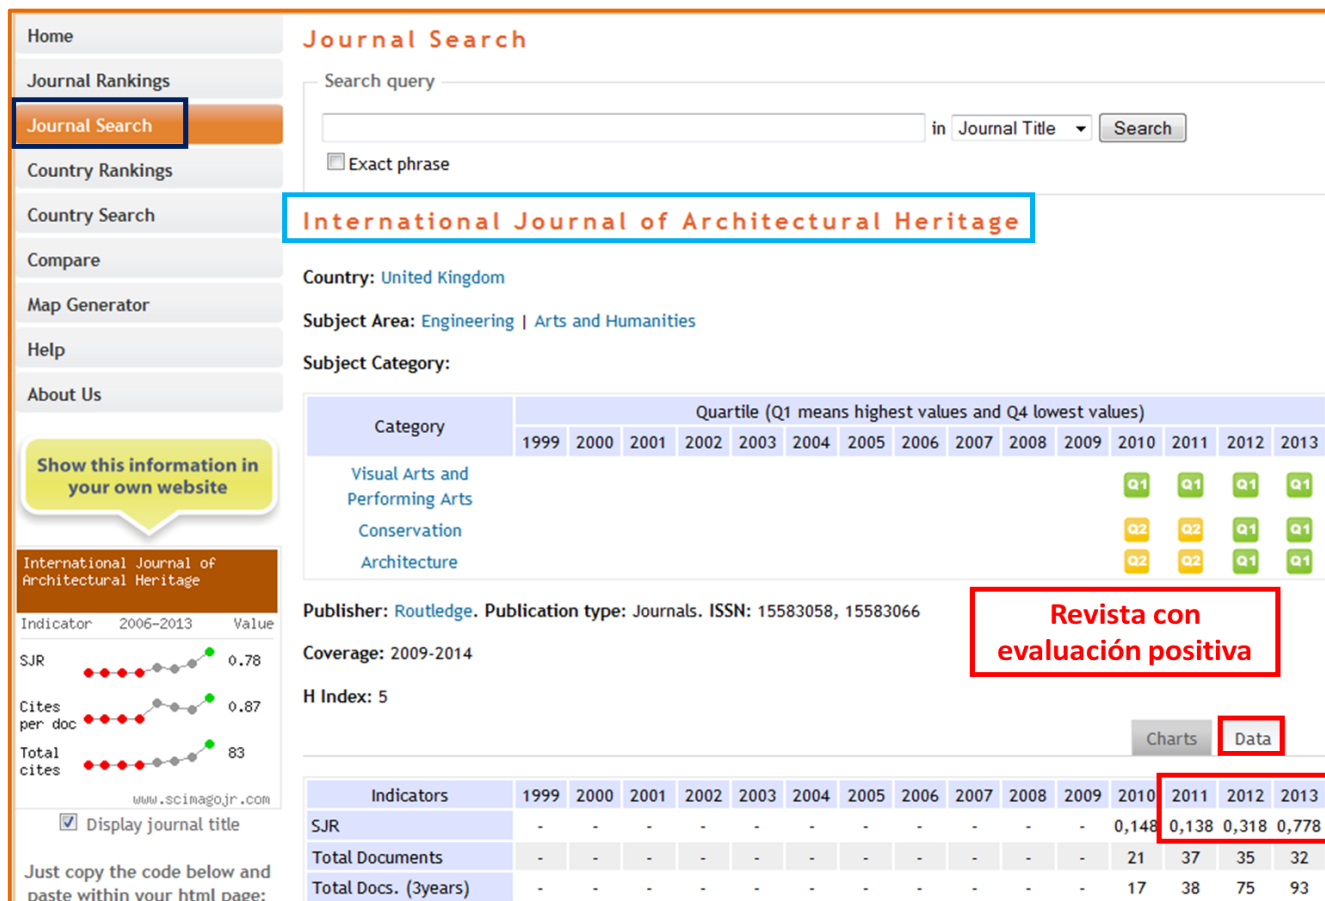 Home
Journal Rankings
Journal Search
Country Rankings
Country Search
Compare
Map Generator
Help
About Us
Show this information in
your own website
International Journal of
Architectural Heritage
Indicator 2006-2013 Value
SJR 0.78
Cites
per doc 0.87
Total
cites 83
www.scimagojr.com
Display journal title
Just copy the code below and
paste within your html page:
Journal Search
Search query
in Journal Title Search
Exact phrase
International Journal of Architectural Heritage
Country: United Kingdom
Subject Area: Engineering | Arts and Humanities
Subject Category:
Category
Quartile (Q1 means highest values and Q4 lowest values)
1999 2000 2001 2002 2003 2004 2005 2006 2007 2008 2009 2010 2011 2012 2013
Visual Arts and
Performing Arts Q1 Q1 Q1 Q1
Conservation Q2 Q2 Q1 Q1
Architecture Q2 Q2 Q1 Q1
Publisher: Routledge. Publication type: Journals. ISSN: 15583058, 15583066
Coverage: 2009-2014
H Index: 5
Revista con
evaluación positiva
Charts Data
Indicators 1999 2000 2001 2002 2003 2004 2005 2006 2007 2008 2009 2010 2011 2012 2013
SJR - - - - - - - - - - - 0,148 0,138 0,318 0,778
Total Documents - - - - - - - - - - - 21 37 35 32
Total Docs. (3years) - - - - - - - - - - - 17 38 75 93